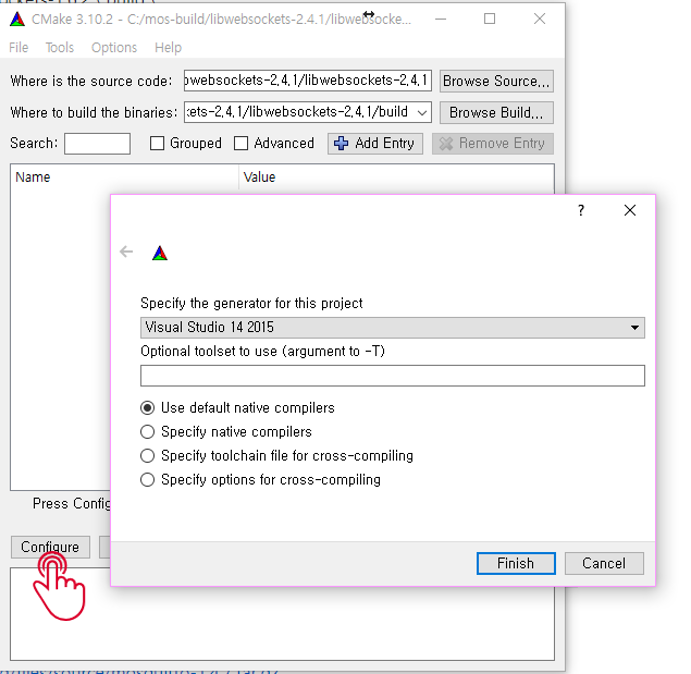 CMake 3.10.2 - C:/mos-build/libwebsockets-2.4.1/libwebsocke...
File Tools Options Help
Where is the source code: bwebsockets-2.4.1/libwebsockets-2.4.1 Browse Source...
Where to build the binaries: ets-2.4.1/libwebsockets-2.4.1/build Browse Build...
Search: Grouped Advanced Add Entry Remove Entry
Name Value
?
Specify the generator for this project
Visual Studio 14 2015
Optional toolset to use (argument to -T)
Use default native compilers
Specify native compilers
Specify toolchain file for cross-compiling
Specify options for cross-compiling
Press Config
Configure
Finish Cancel